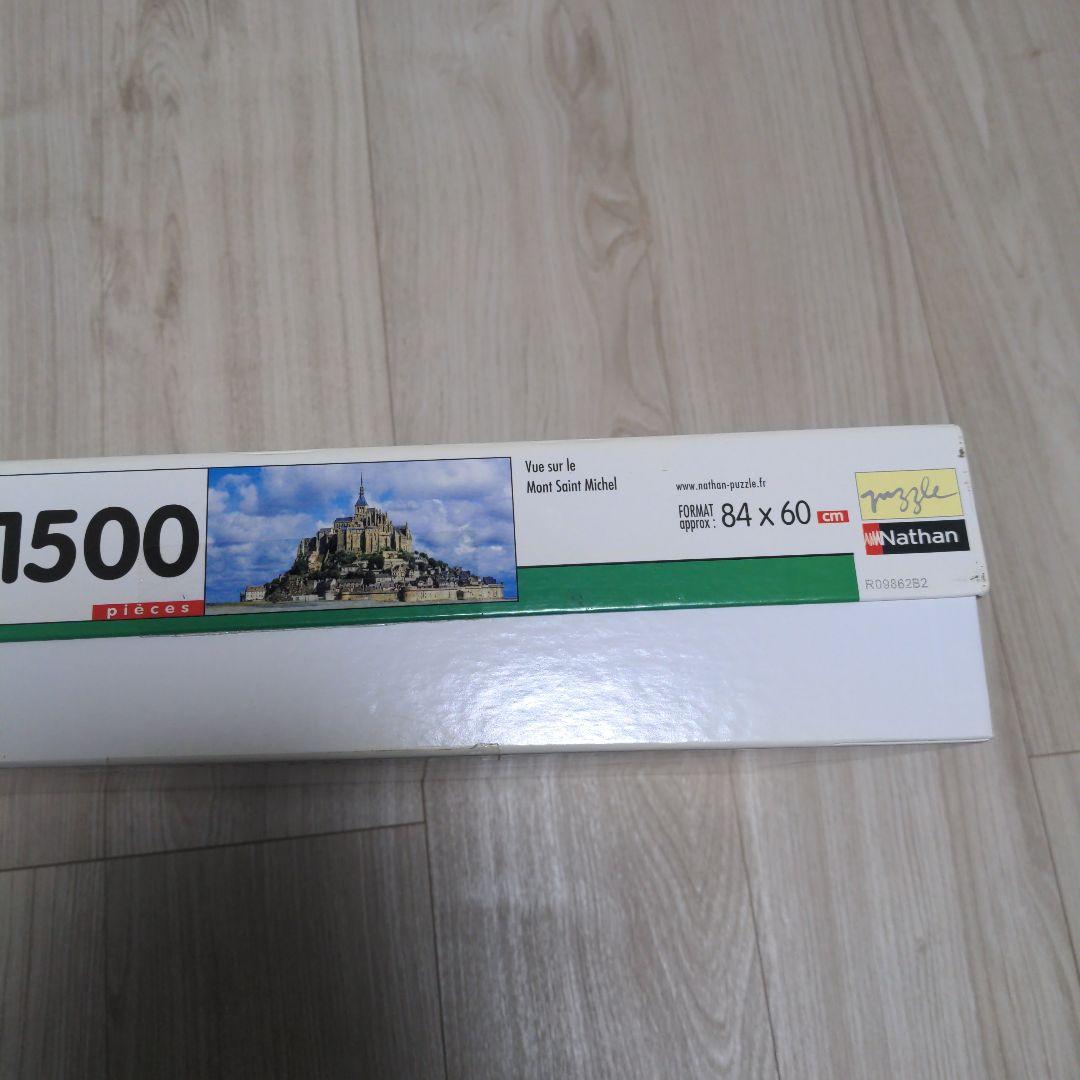 1500
pièces
Vue sur le
Mont Saint Michel
www.nathan-puzzle.fr
FORMAT
approx : 84 x 60 cm
puzzle
Nathan
R09862B2